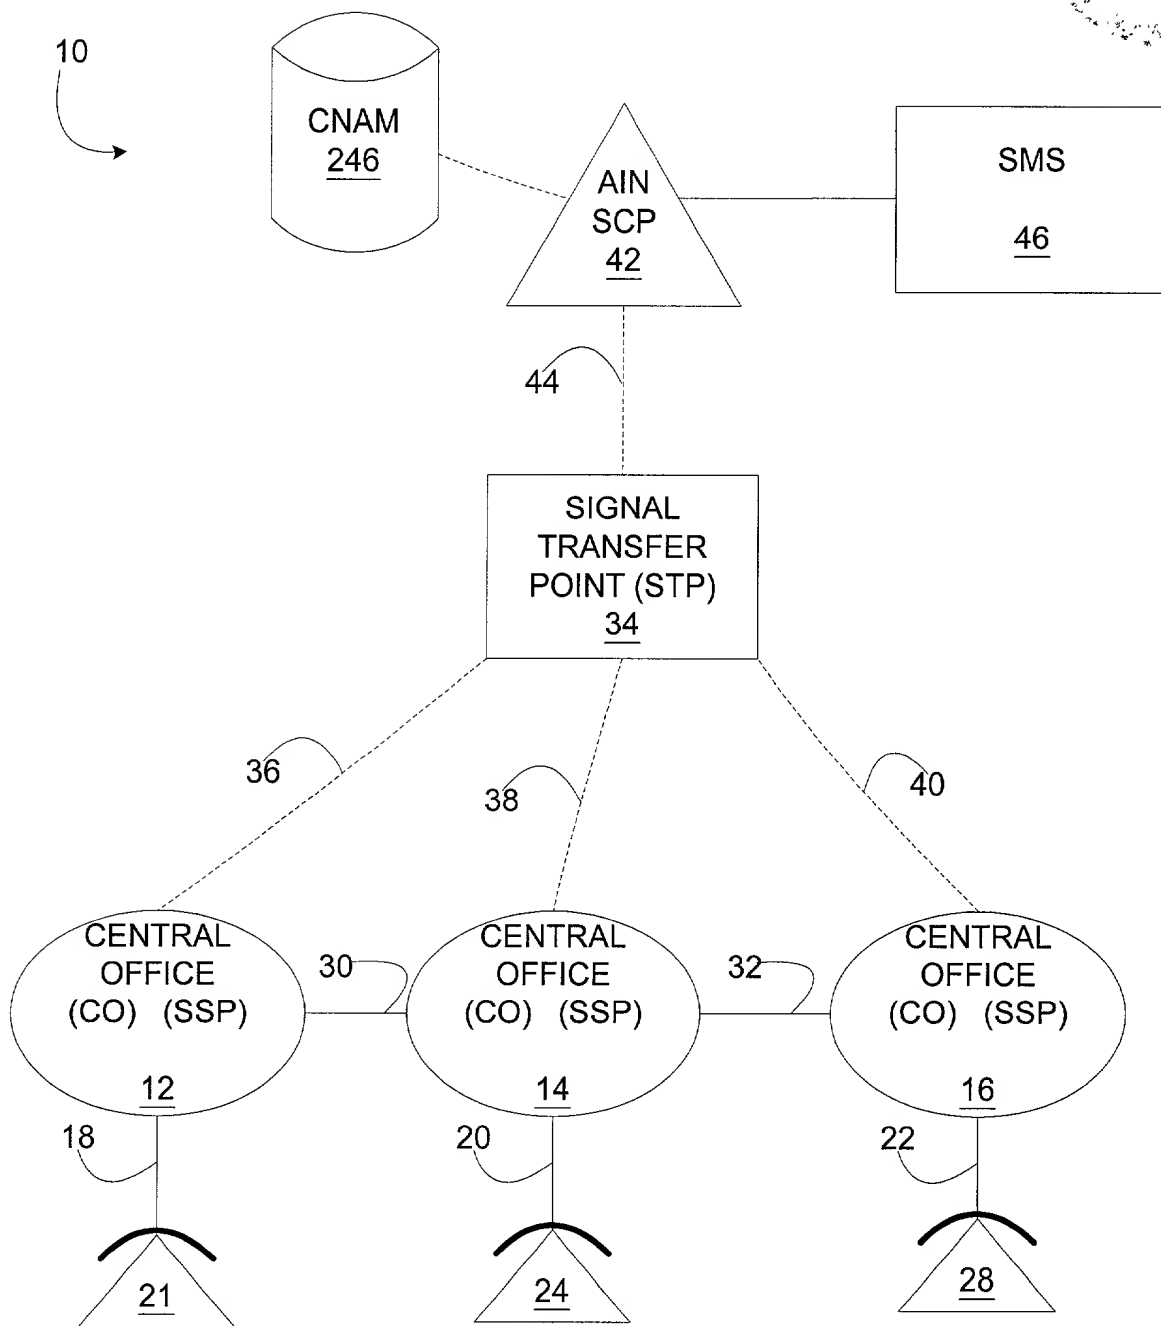 10
CNAM
246
AIN
SCP
42
SMS
46
44
SIGNAL
TRANSFER
POINT (STP)
34
36
38
40
CENTRAL
OFFICE
(CO) (SSP)
12
30
CENTRAL
OFFICE
(CO) (SSP)
14
32
CENTRAL
OFFICE
(CO) (SSP)
16
18
20
22
21
24
28